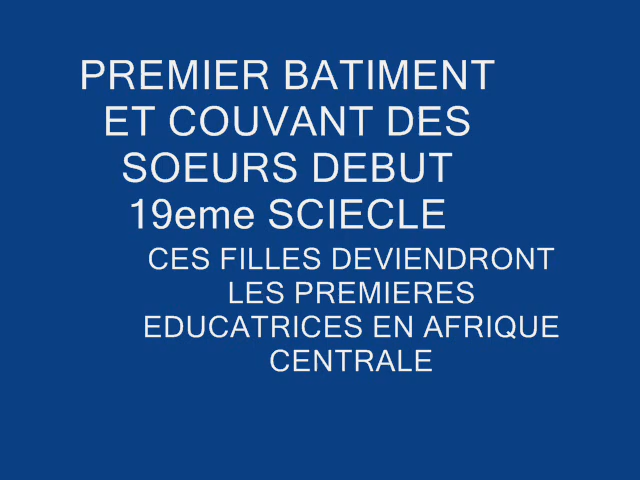 PREMIER BATIMENT
ET COUVANT DES
SOEURS DEBUT
19eme SCIECLE
CES FILLES DEVIENDRONT
LES PREMIERES
EDUCATRICES EN AFRIQUE
CENTRALE